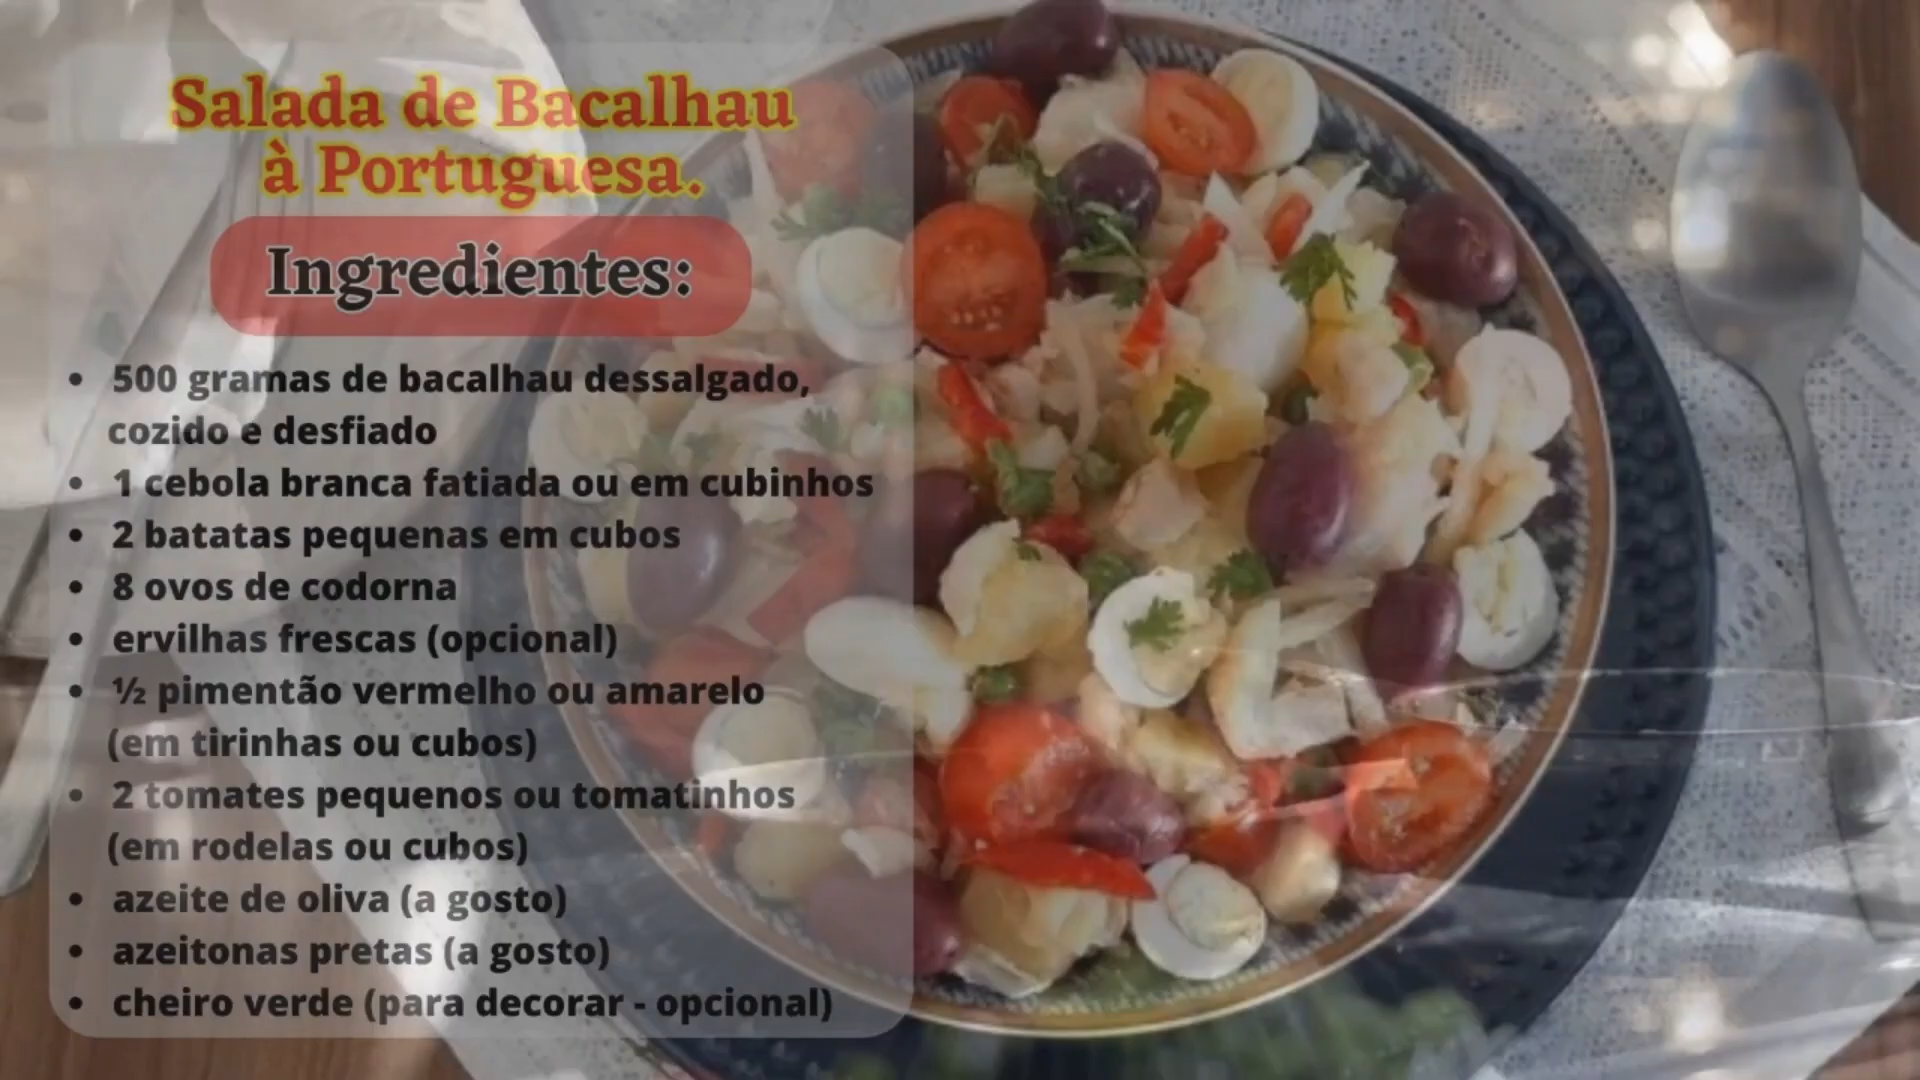 Salada de Bacalhau
à Portuguesa.
Ingredientes:
• 500 gramas de bacalhau dessalgado,
cozido e desfiado
• 1 cebola branca fatiada ou em cubinhos
• 2 batatas pequenas em cubos
• 8 ovos de codorna
• ervilhas frescas (opcional)
• ½ pimentão vermelho ou amarelo
(em tirinhas ou cubos)
• 2 tomates pequenos ou tomatinhos
(em rodelas ou cubos)
• azeite de oliva (a gosto)
• azeitonas pretas (a gosto)
• cheiro verde (para decorar - opcional)